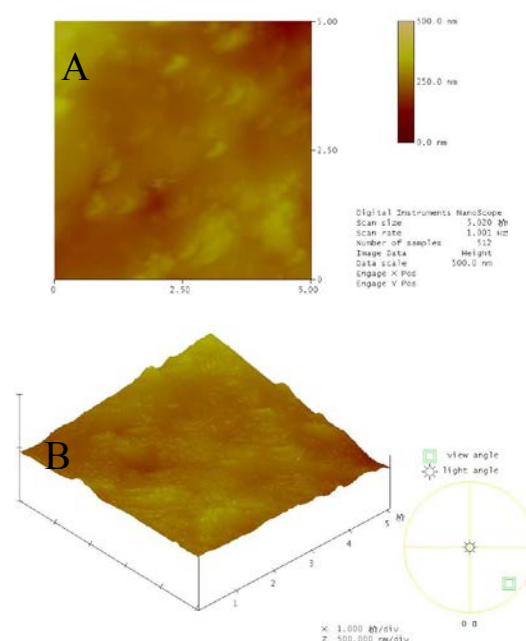 A
5.00
2.50
0
0
2.50
5.00
500.0 nm
250.0 nm
0.0 nm
Digital Instruments NanoScope
Scan size 5.020
Scan rate 1.001 Hz
Number of samples 512
Image Data Height
Data scale 500.0 nm
Engage X Pos
Engage Y Pos
B
1
2
3
4
5
view angle
light angle
X 1.000 /div
Z 500.000 nm/div